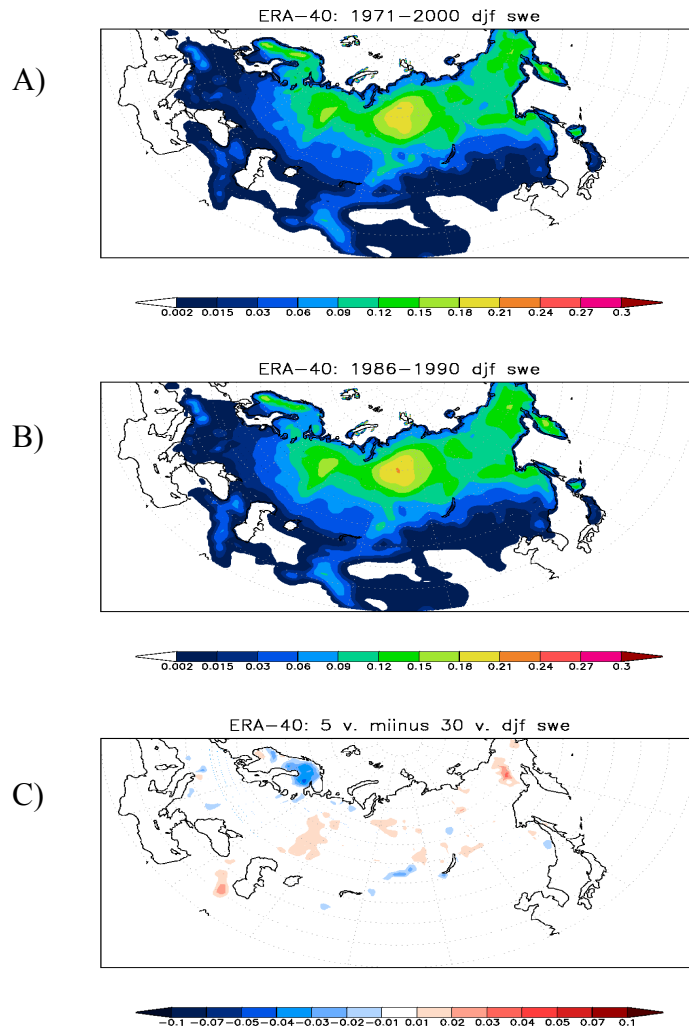 ERA-40: 1971-2000 djf swe
A)
0.002 0.015 0.03 0.06 0.09 0.12 0.15 0.18 0.21 0.24 0.27 0.3
ERA-40: 1986-1990 djf swe
B)
0.002 0.015 0.03 0.06 0.09 0.12 0.15 0.18 0.21 0.24 0.27 0.3
ERA-40: 5 v. miinus 30 v. djf swe
C)
-0.1 -0.07 -0.05 -0.04 -0.03 -0.02 -0.01 0.01 0.02 0.03 0.04 0.05 0.07 0.1